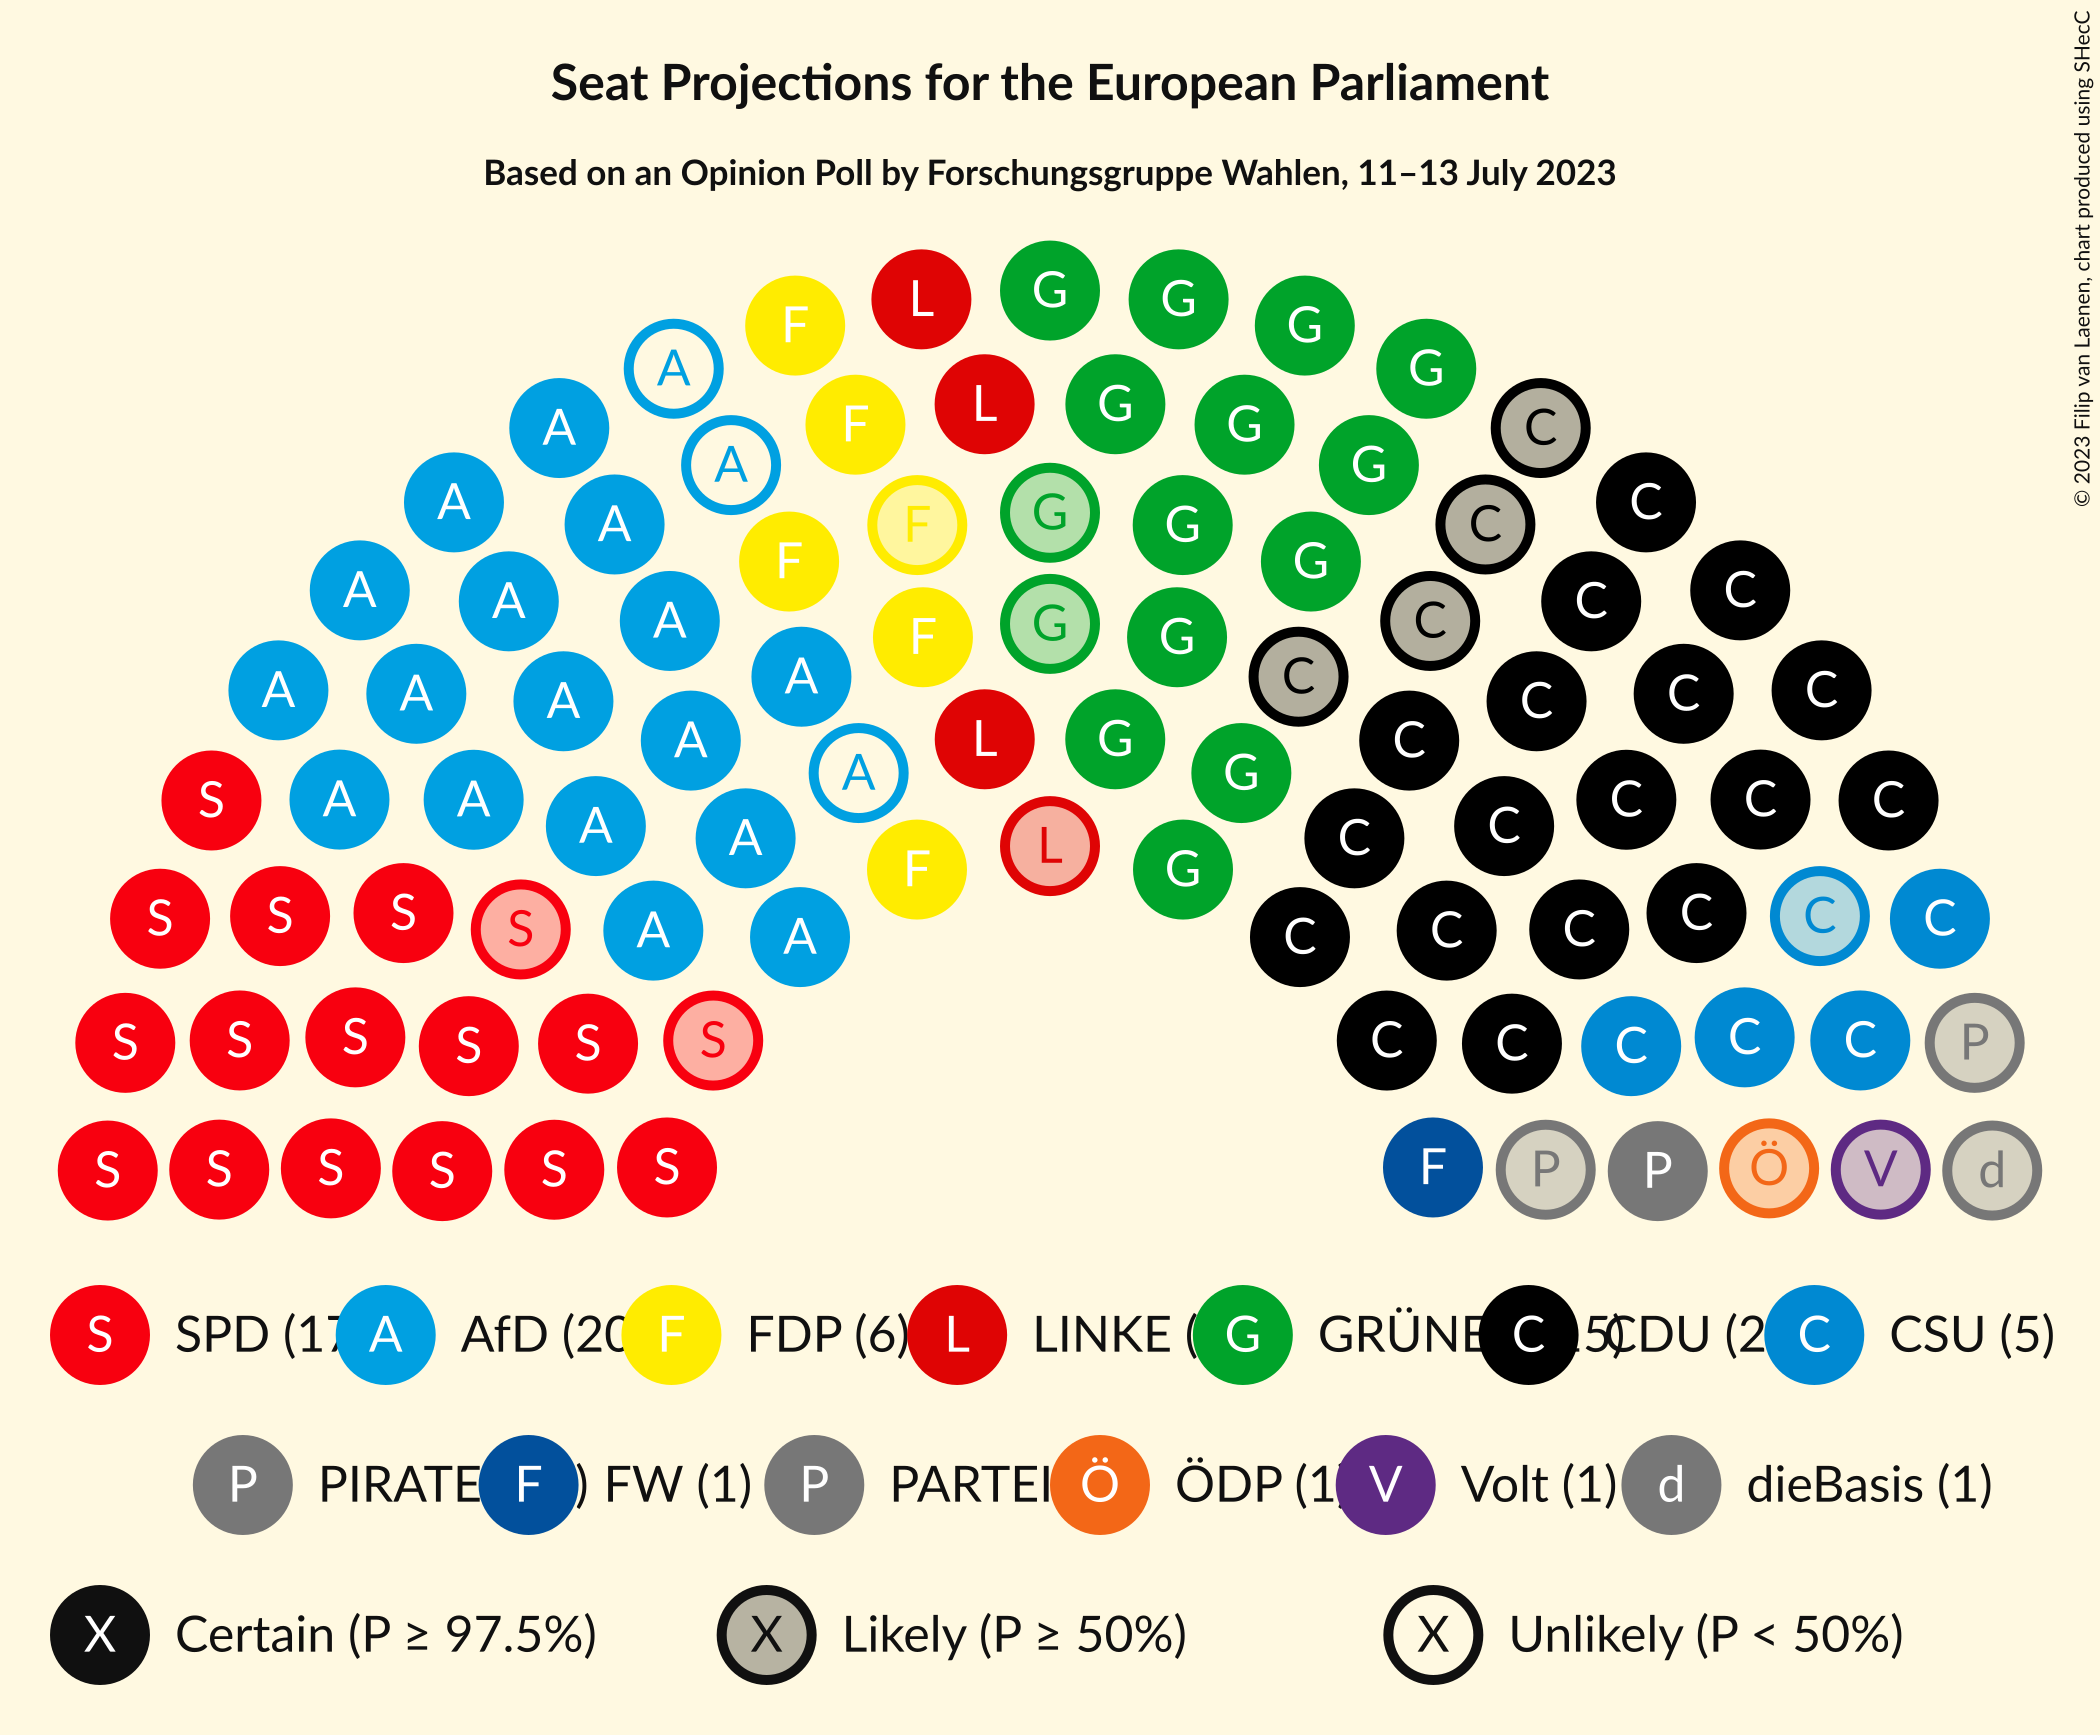 © 2023 Filip van Laenen, chart produced using SHecC
Seat Projections for the European Parliament
Based on an Opinion Poll by Forschungsgruppe Wahlen, 11–13 July 2023
L G G G
F G
A G
L G
A F G C
A G
A G C
A F G C
F G
A A C C
A F G G C
A A A A C C C C
A L G C
A G
S A A A C C C C
A L C
F G
S S S S A A C C C C C C
S S S S S S C C C C C P
S S S S S S F P P Ö V d
S SPD (17 A AfD (20 F FDP (6) L LINKE ( G GRÜNE C 5) CDU (2 C CSU (5)
P PIRATE F ) FW (1) P PARTEI Ö ÖDP (1 V Volt (1) d dieBasis (1)
X Certain (P ≥ 97.5%) X Likely (P ≥ 50%) X Unlikely (P < 50%)